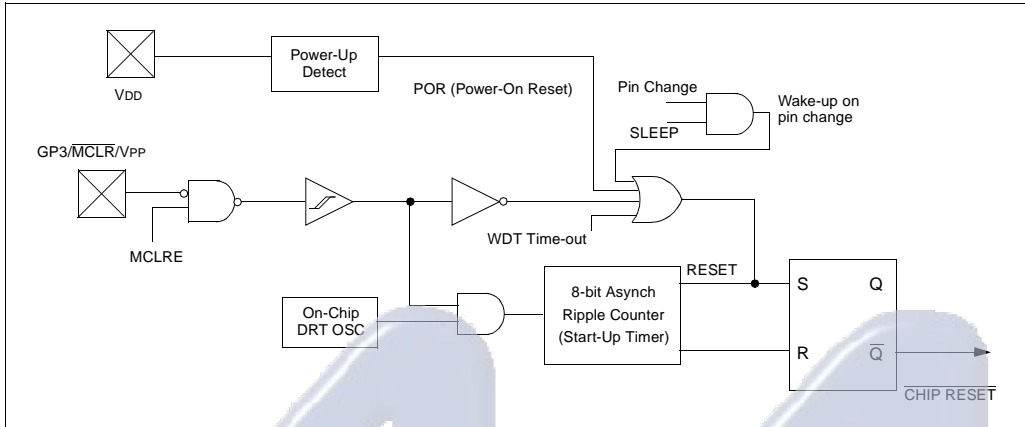 Power-Up
Detect
VDD
POR (Power-On Reset)
Pin Change
SLEEP
Wake-up on
pin change
GP3/MCLR/VPP
MCLRE
WDT Time-out
RESET
On-Chip
DRT OSC
8-bit Asynch
Ripple Counter
(Start-Up Timer)
S Q
R Q
CHIP RESET